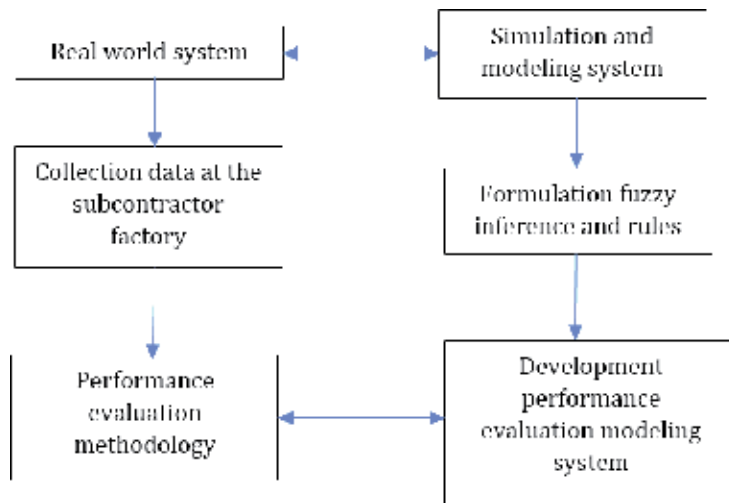 Real world system
Simulation and
modeling system
Collection data at the
subcontractor
factory
Formulation fuzzy
inference and rules
Performance
evaluation
methodology
Development
performance
evaluation modeling
system